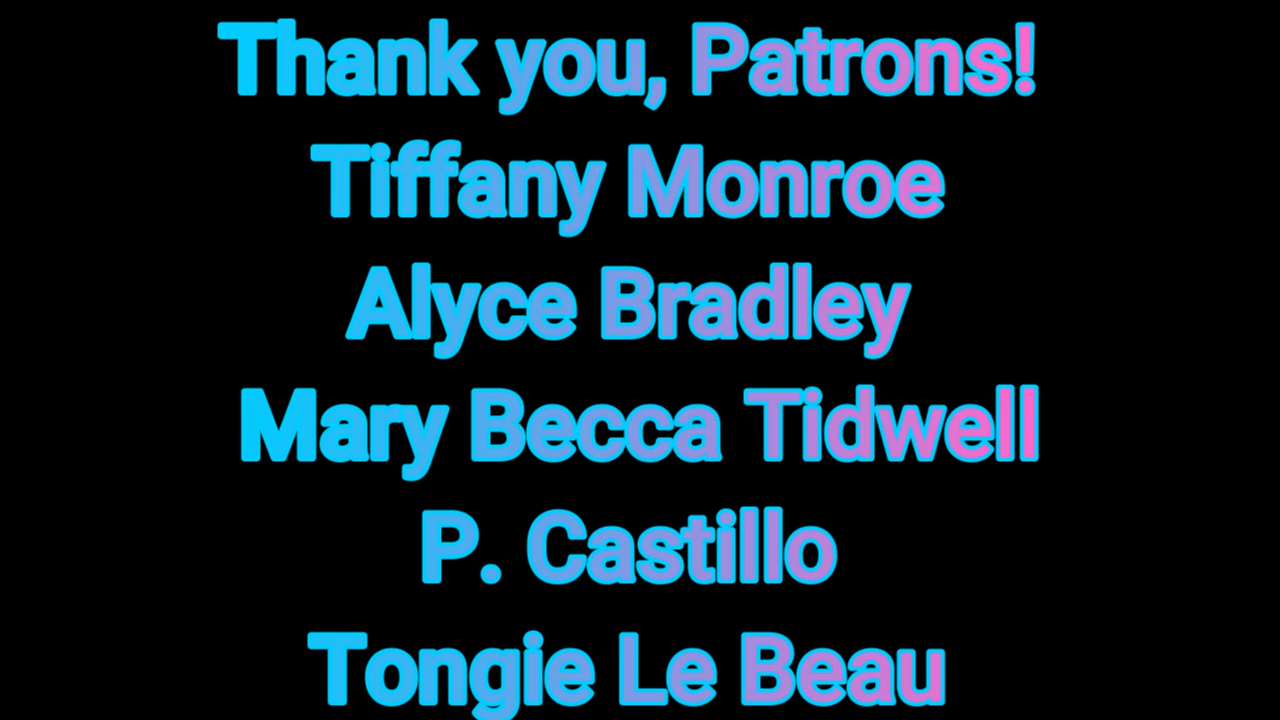 Thank you, Patrons!
Tiffany Monroe
Alyce Bradley
Mary Becca Tidwell
P. Castillo
Tongie Le Beau